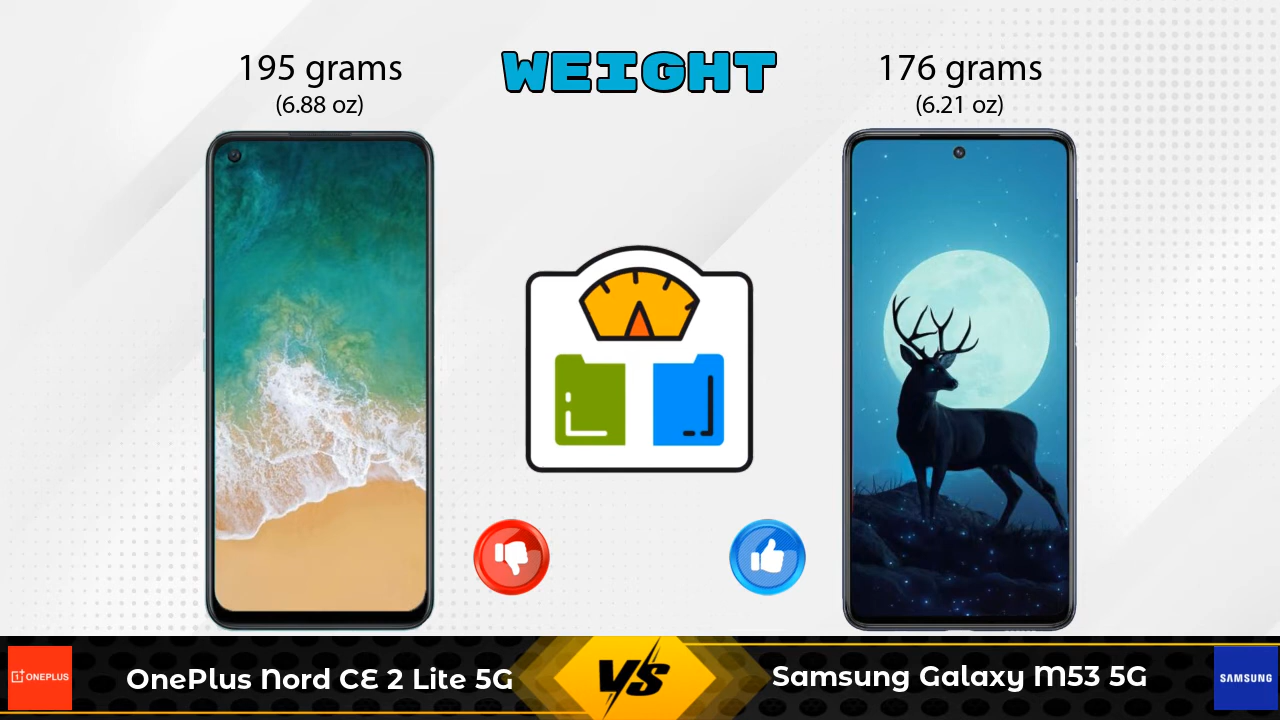 WEIGHT
195 grams
(6.88 oz)
176 grams
(6.21 oz)
ONEPLUS
OnePlus Nord CE 2 Lite 5G
VS
Samsung Galaxy M53 5G
SAMSUNG